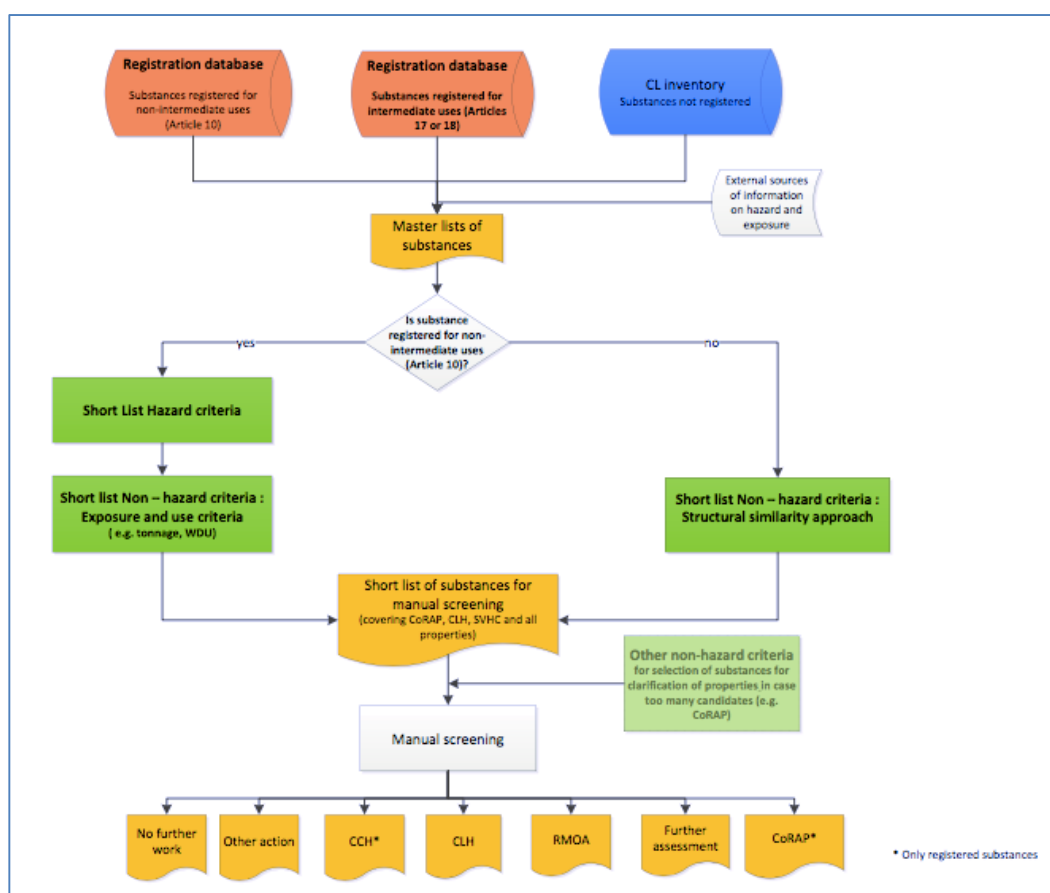 Registration database
Substances registered for
non-intermediate uses
(Article 10)
Registration database
Substances registered for
intermediate uses (Articles
17 or 18)
CL inventory
Substances not registered
External sources
of information
on hazard and
exposure
Master lists of
substances
Is substance
registered for non-
intermediate uses
(Article 10)?
yes
no
Short List Hazard criteria
Short list Non – hazard criteria :
Exposure and use criteria
( e.g. tonnage, WDU)
Short list Non – hazard criteria :
Structural similarity approach
Short list of substances for
manual screening
(covering CoRAP, CLH, SVHC and all
properties)
Other non-hazard criteria
for selection of substances for
clarification of properties in case
too many candidates (e.g.
CoRAP)
Manual screening
No further
work
Other action
CCH*
CLH
RMOA
Further
assessment
CoRAP*
* Only registered substances